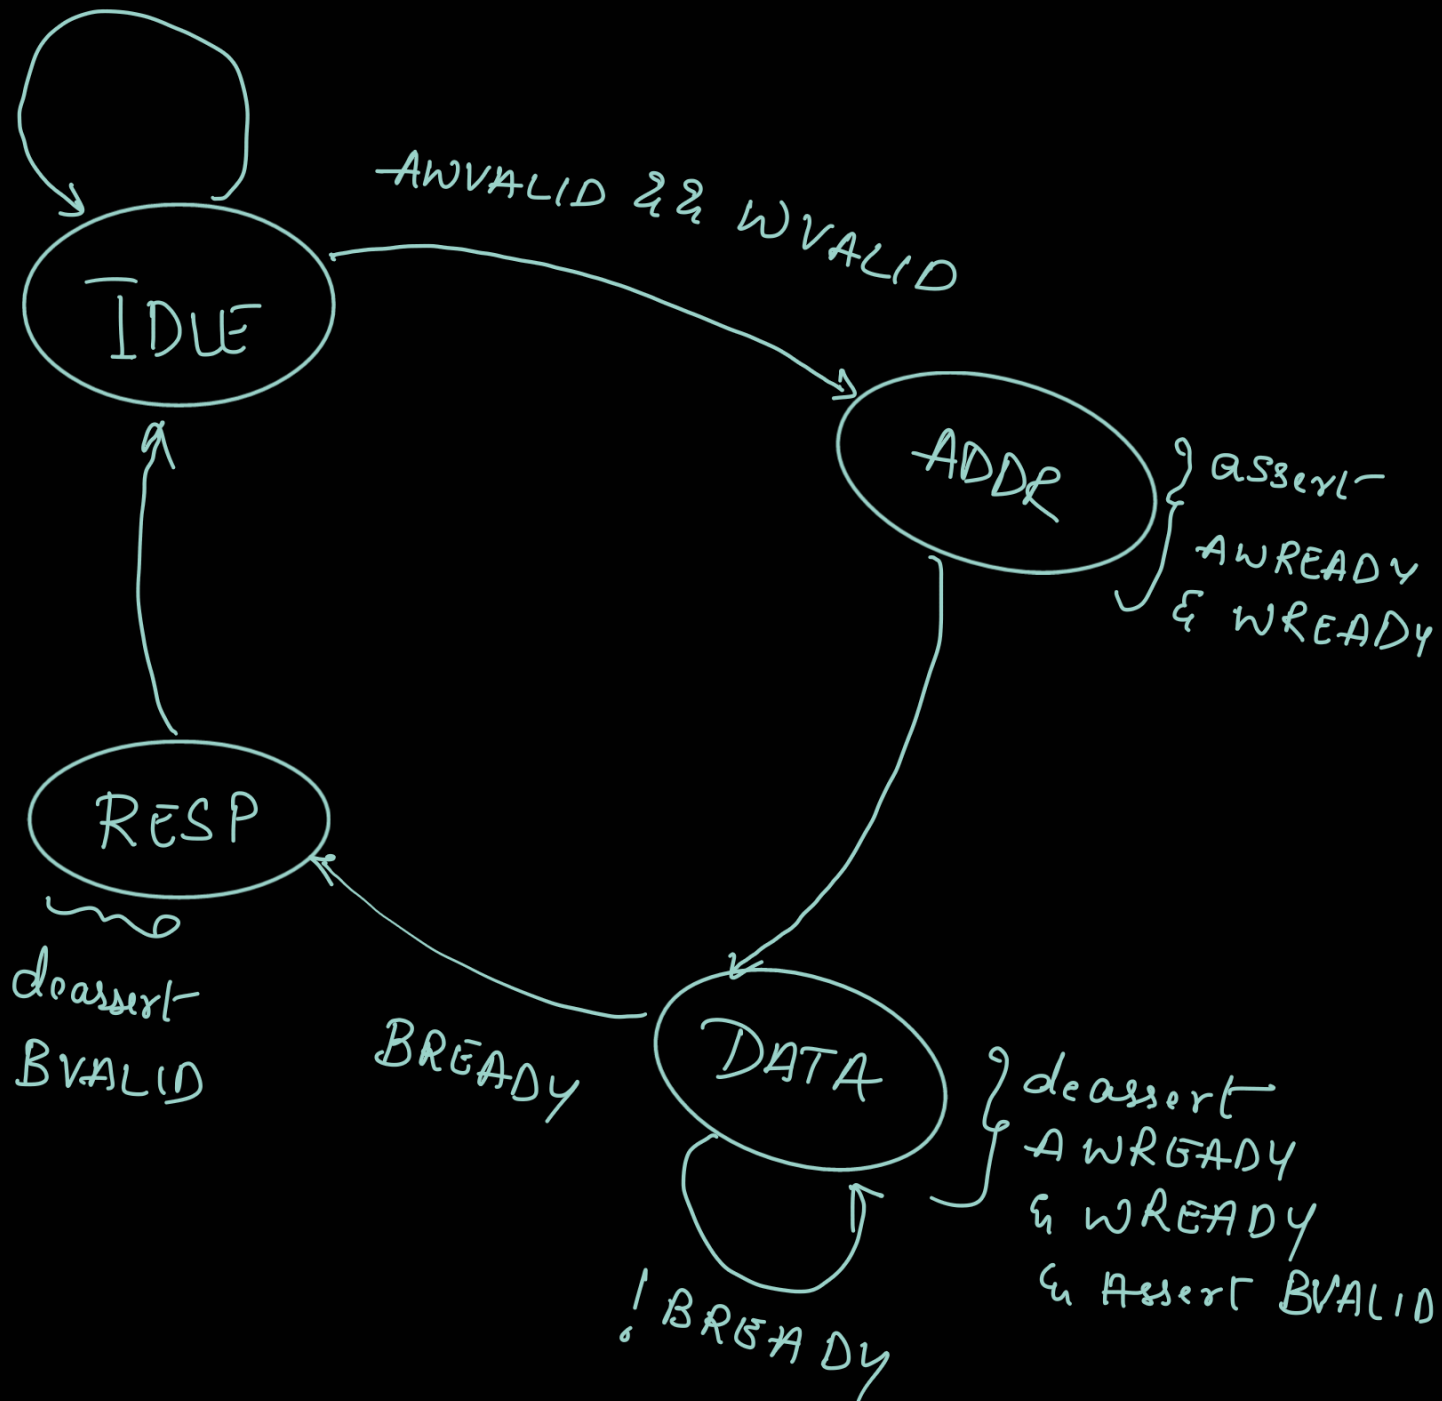 AWVALID && WVALID
IDLE
ADDR
assert
AWREADY
& WREADY
RESP
deassert
BVALID
BREADY
DATA
deassert
AWREADY
& WREADY
& Assert BVALID
!BREADY